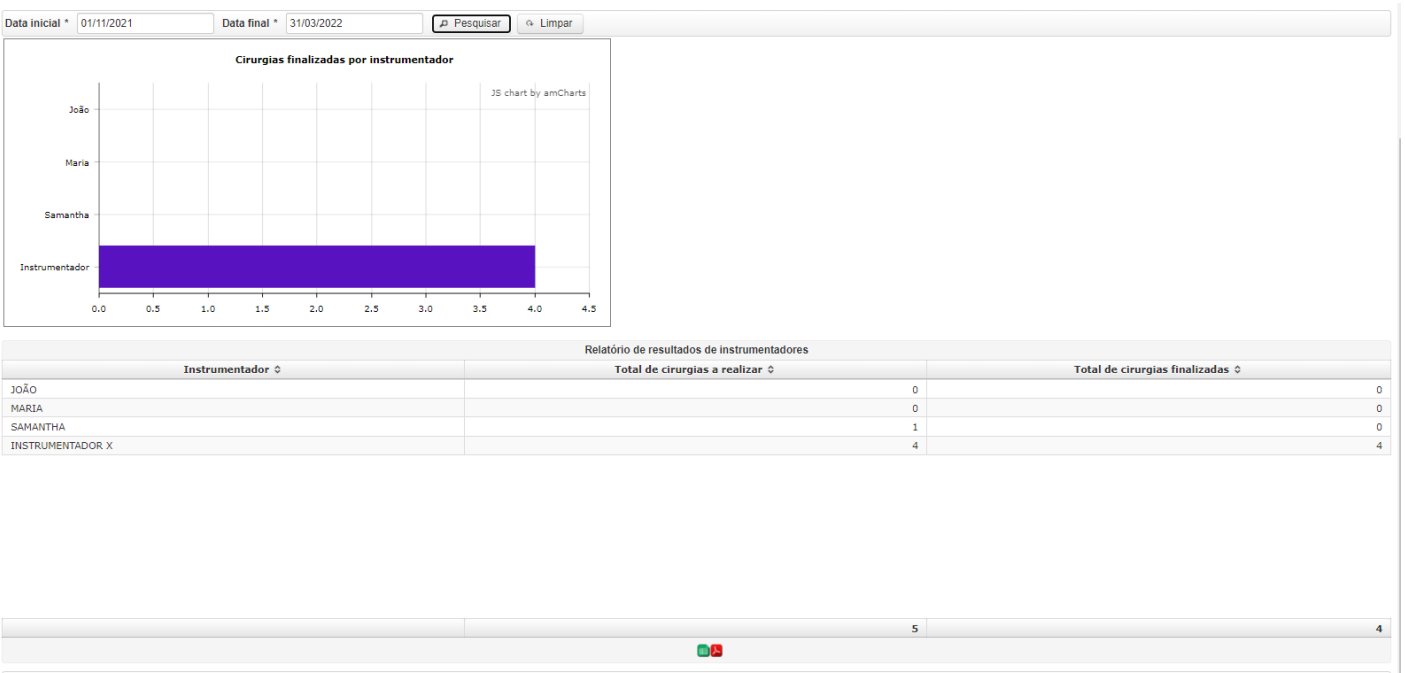 Data inicial * 01/11/2021 Data final * 31/03/2022 Pesquisar Limpar
Cirurgias finalizadas por instrumentador
JS chart by amCharts
João
Maria
Samantha
Instrumentador
0.0 0.5 1.0 1.5 2.0 2.5 3.0 3.5 4.0 4.5
Relatório de resultados de instrumentadores
Instrumentador Total de cirurgias a realizar Total de cirurgias finalizadas
JOÃO 0 0
MARIA 0 0
SAMANTHA 1 0
INSTRUMENTADOR X 4 4
5 4